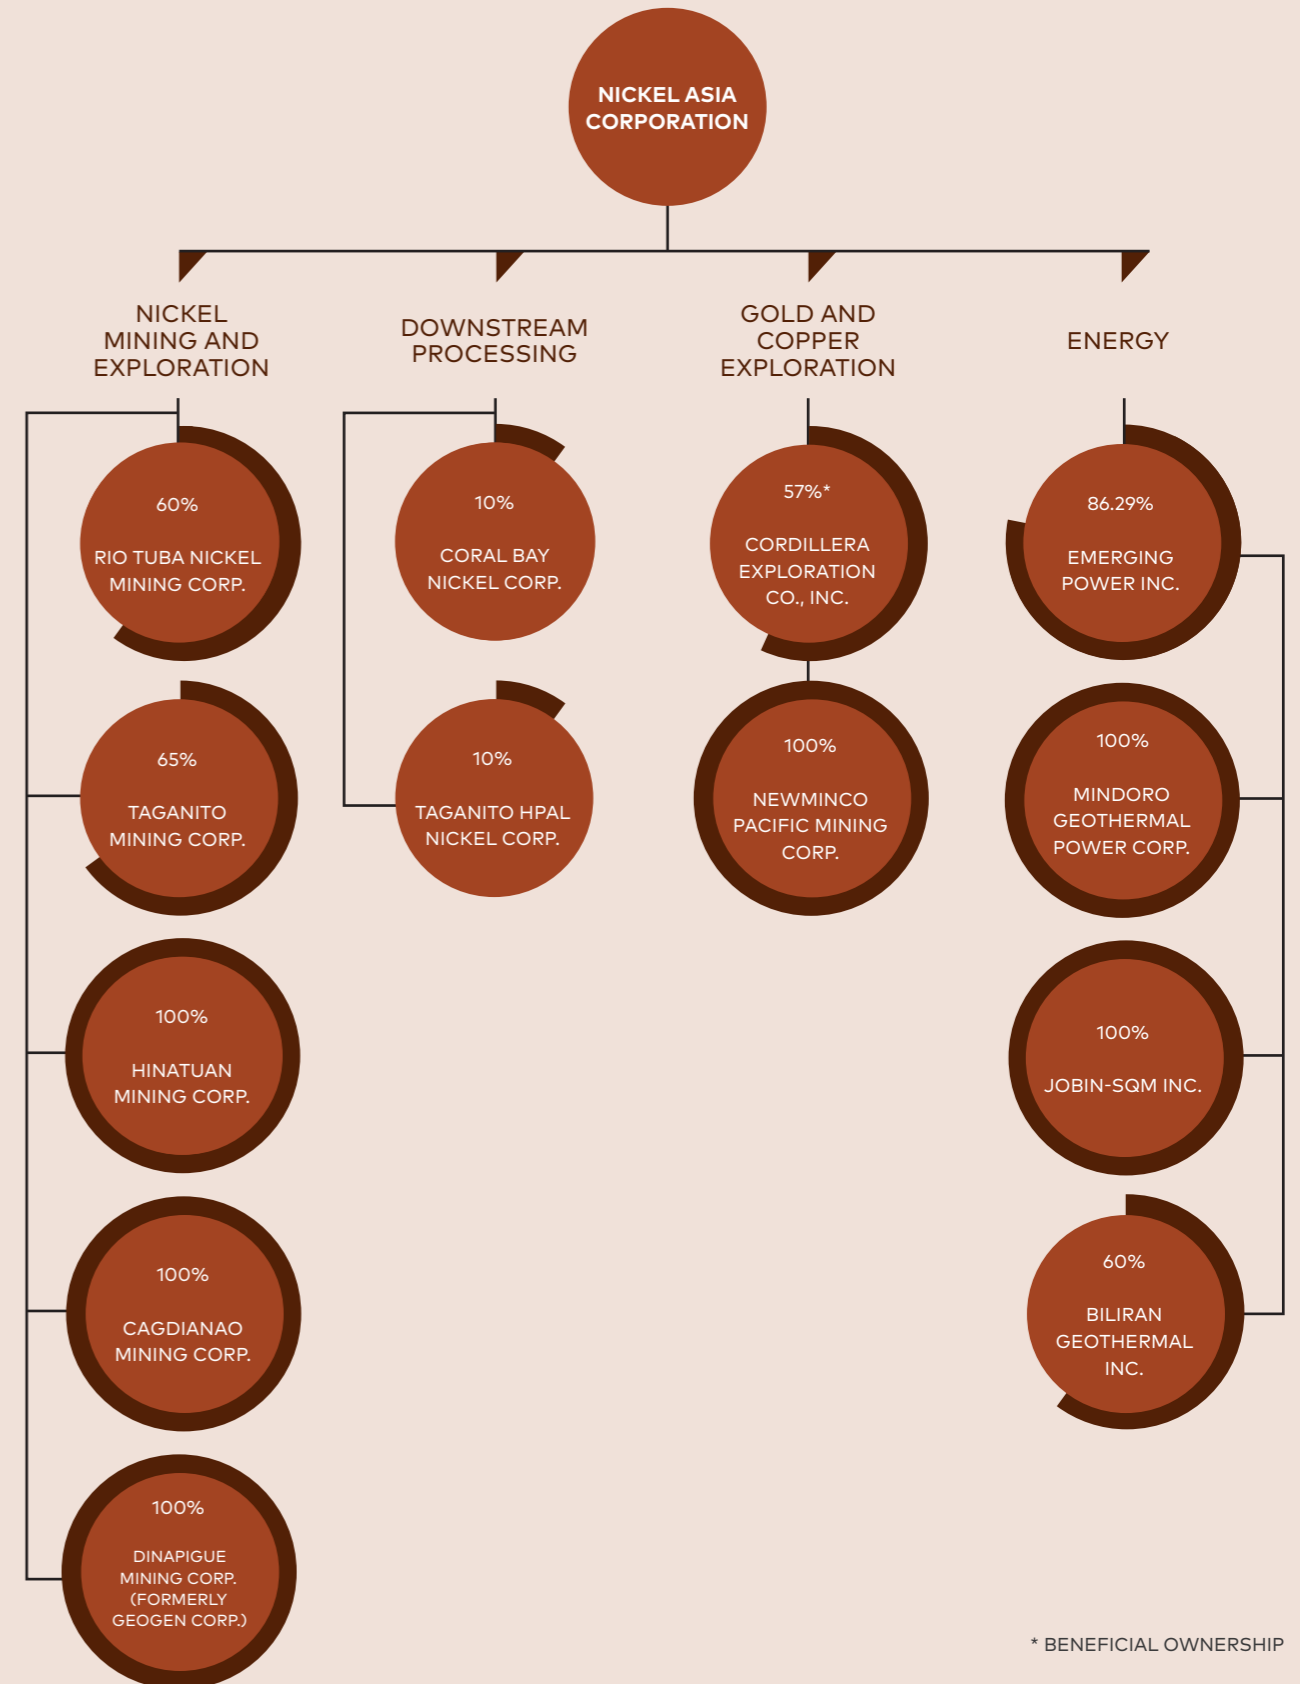 NICKEL ASIA
CORPORATION
NICKEL
MINING AND
EXPLORATION
60%
RIO TUBA NICKEL
MINING CORP.
65%
TAGANITO
MINING CORP.
100%
HINATUAN
MINING CORP.
100%
CAGDIANAO
MINING CORP.
100%
DINAPIGUE
MINING CORP.
(FORMERLY
GEOGEN CORP.)
DOWNSTREAM
PROCESSING
10%
CORAL BAY
NICKEL CORP.
10%
TAGANITO HPAL
NICKEL CORP.
GOLD AND
COPPER
EXPLORATION
57%*
CORDILLERA
EXPLORATION
CO., INC.
100%
NEWMINCO
PACIFIC MINING
CORP.
ENERGY
86.29%
EMERGING
POWER INC.
100%
MINDORO
GEOTHERMAL
POWER CORP.
100%
JOBIN-SQM INC.
60%
BILIRAN
GEOTHERMAL
INC.
* BENEFICIAL OWNERSHIP